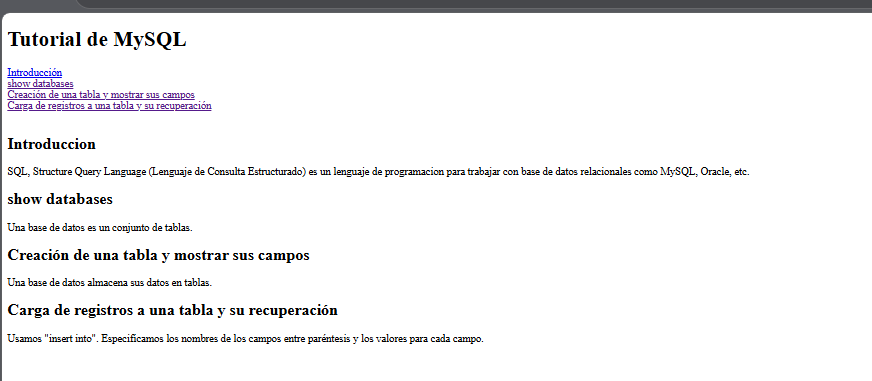 Tutorial de MySQL
Introducción
show databases
Creación de una tabla y mostrar sus campos
Carga de registros a una tabla y su recuperación
Introduccion
SQL, Structure Query Language (Lenguaje de Consulta Estructurado) es un lenguaje de programacion para trabajar con base de datos relacionales como MySQL, Oracle, etc.
show databases
Una base de datos es un conjunto de tablas.
Creación de una tabla y mostrar sus campos
Una base de datos almacena sus datos en tablas.
Carga de registros a una tabla y su recuperación
Usamos "insert into". Especificamos los nombres de los campos entre paréntesis y los valores para cada campo.